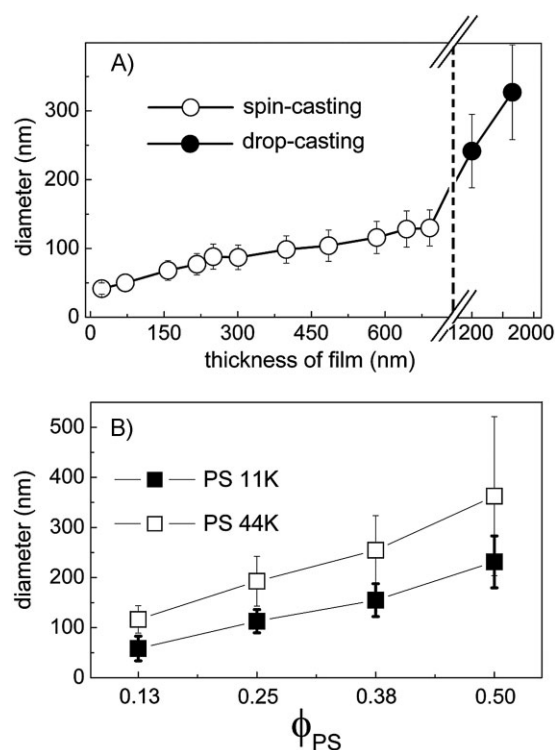 A)
spin-casting
drop-casting
300
200
100
0
diameter (nm)
0 150 300 450 600 1200 2000
thickness of film (nm)
B)
PS 11K
PS 44K
500
400
300
200
100
0
diameter (nm)
0.13 0.25 0.38 0.50
ϕPS